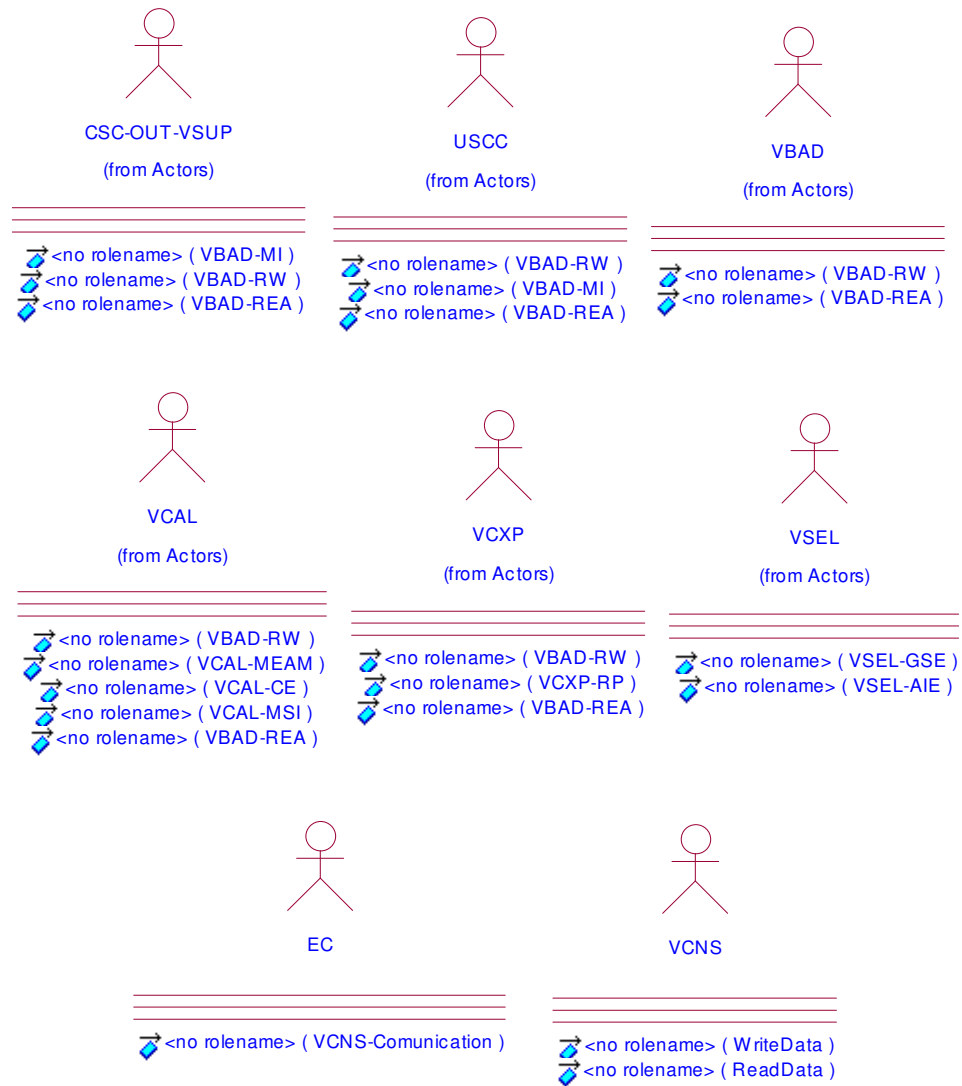 CSC-OUT-VSUP
(from Actors)
<no rolename> ( VBAD-MI )
<no rolename> ( VBAD-RW )
<no rolename> ( VBAD-REA )
USCC
(from Actors)
<no rolename> ( VBAD-RW )
<no rolename> ( VBAD-MI )
<no rolename> ( VBAD-REA )
VBAD
(from Actors)
<no rolename> ( VBAD-RW )
<no rolename> ( VBAD-REA )
VCAL
(from Actors)
<no rolename> ( VBAD-RW )
<no rolename> ( VCAL-MEAM )
<no rolename> ( VCAL-CE )
<no rolename> ( VCAL-MSI )
<no rolename> ( VBAD-REA )
VCXP
(from Actors)
<no rolename> ( VBAD-RW )
<no rolename> ( VCXP-RP )
<no rolename> ( VBAD-REA )
VSEL
(from Actors)
<no rolename> ( VSEL-GSE )
<no rolename> ( VSEL-AIE )
EC
<no rolename> ( VCNS-Comunication )
VCNS
<no rolename> ( WriteData )
<no rolename> ( ReadData )